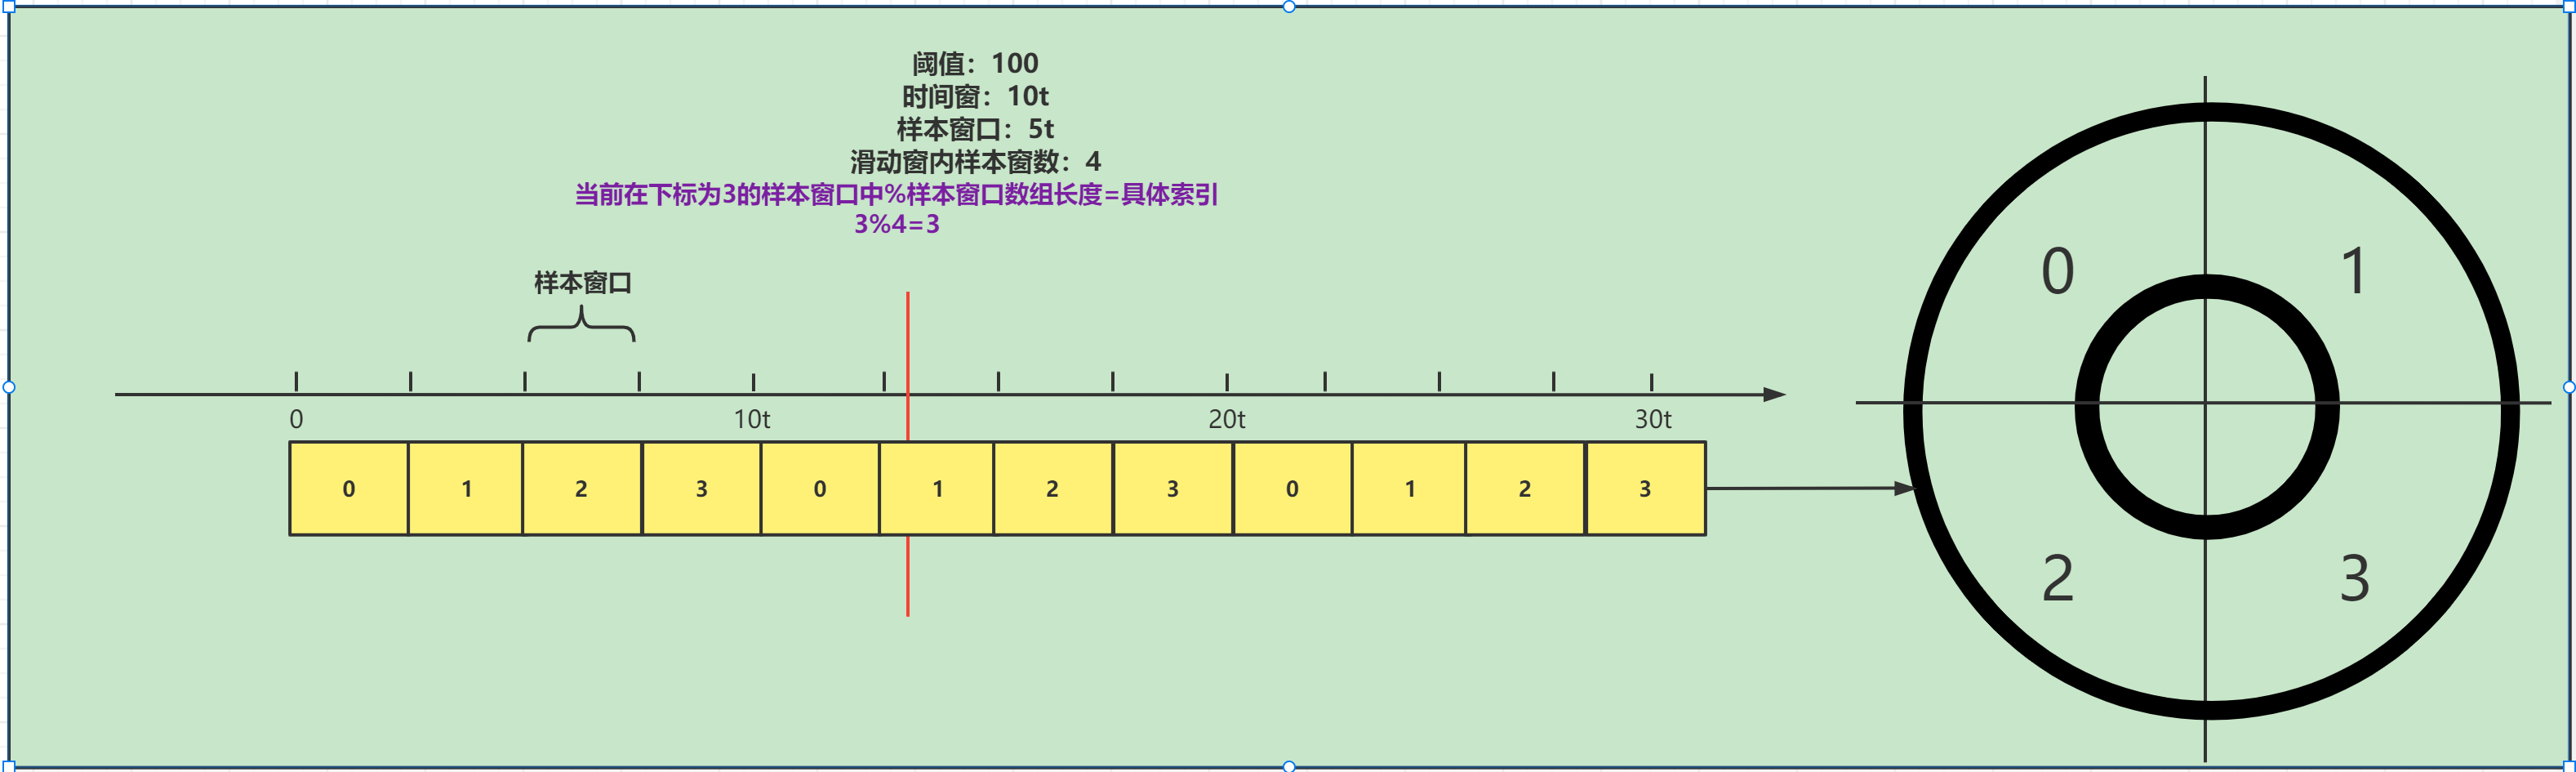 阈值：100
时间窗：10t
样本窗口：5t
滑动窗内样本窗数：4
当前在下标为3的样本窗口中%样本窗口数组长度=具体索引
3%4=3
样本窗口
0 10t 20t 30t
0 1 2 3 0 1 2 3 0 1 2 3
0 1
2 3